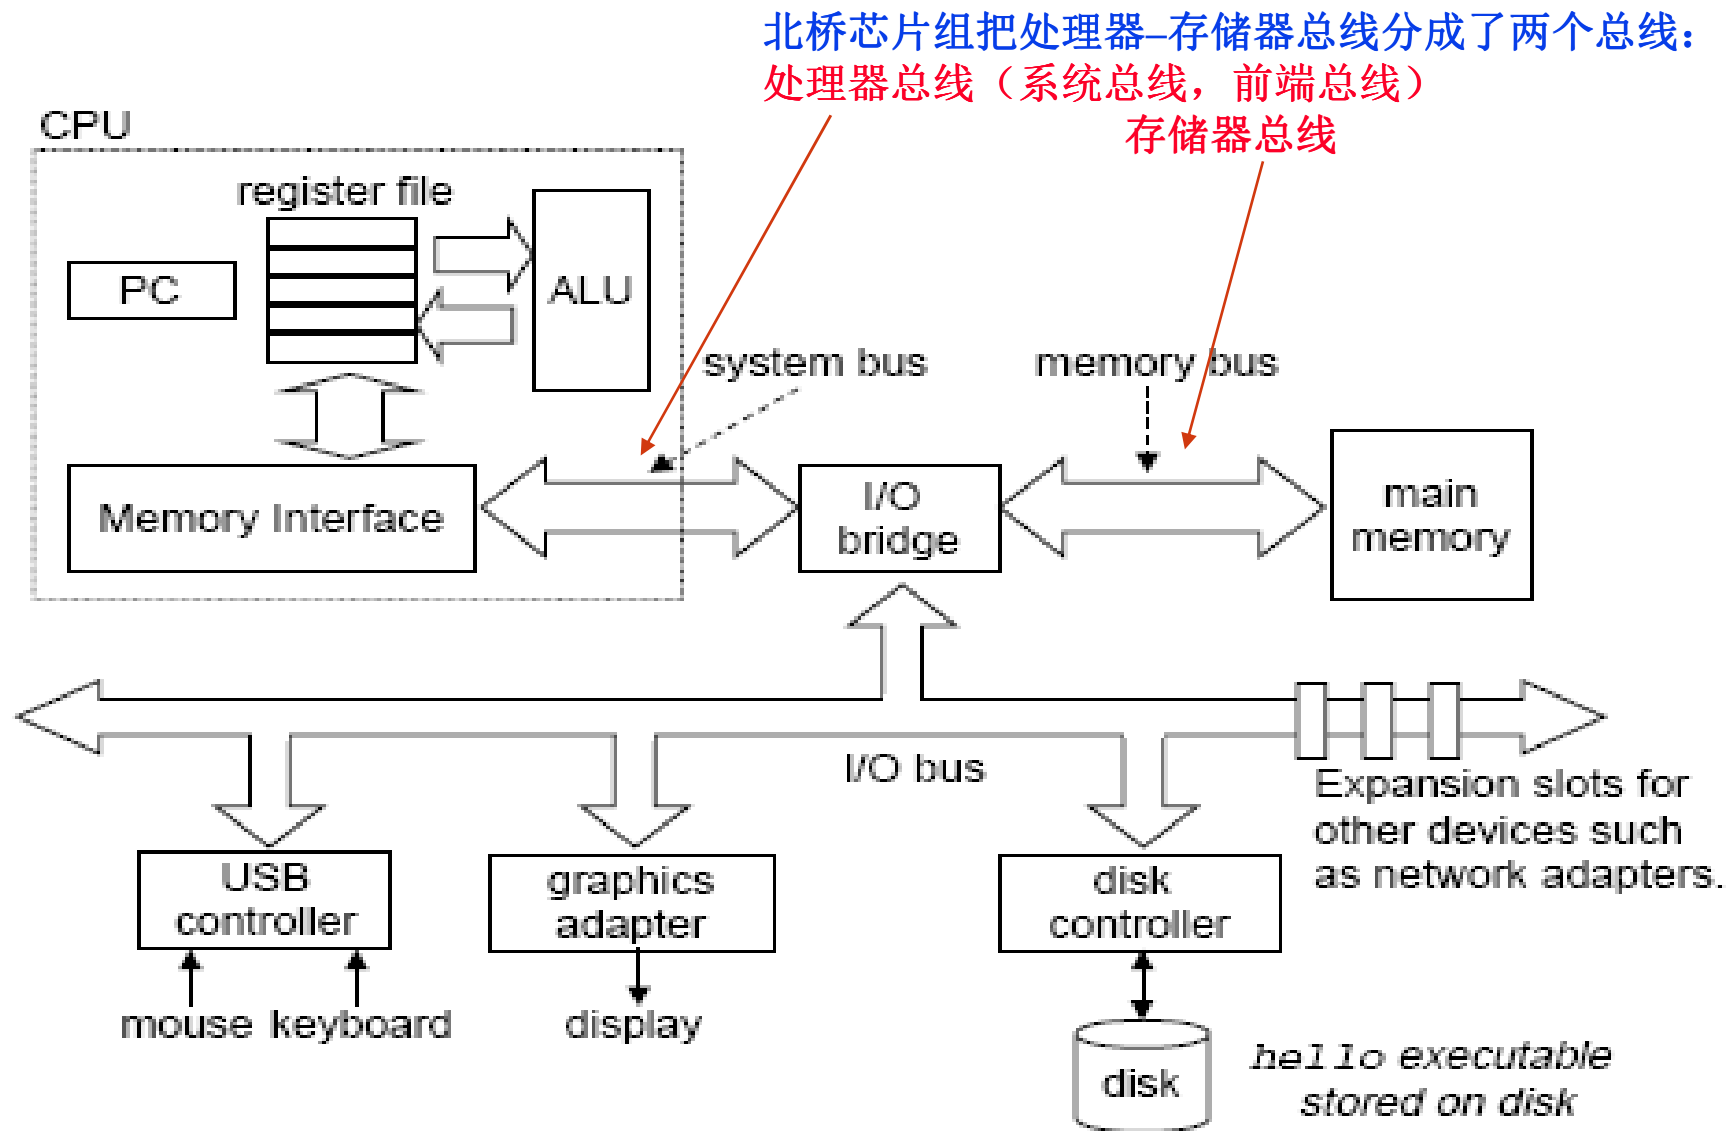 北桥芯片组把处理器–存储器总线分成了两个总线：
处理器总线（系统总线，前端总线）
存储器总线
CPU
register file
PC
ALU
system bus
memory bus
Memory Interface
I/O
bridge
main
memory
I/O bus
Expansion slots for
other devices such
as network adapters.
USB
controller
graphics
adapter
disk
controller
mouse
keyboard
display
disk
hello executable
stored on disk